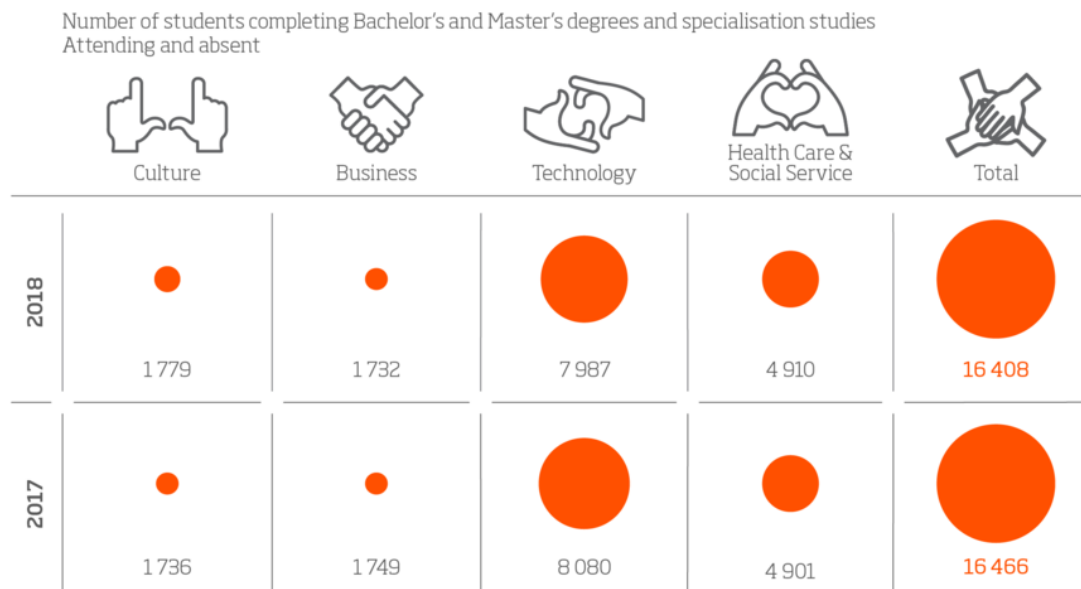 Number of students completing Bachelor's and Master's degrees and specialisation studies
Attending and absent
Culture
Business
Technology
Health Care &
Social Service
Total
2018
1 779
1 732
7 987
4 910
16 408
2017
1 736
1 749
8 080
4 901
16 466